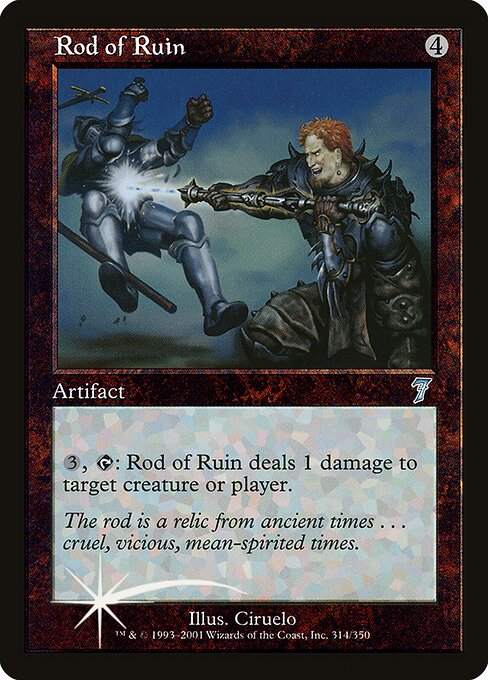 Rod of Ruin 4
Artifact 7
3, T: Rod of Ruin deals 1 damage to
target creature or player.
The rod is a relic from ancient times . . .
cruel, vicious, mean-spirited times.
Illus. Ciruelo
™ & © 1993–2001 Wizards of the Coast, Inc. 314/350